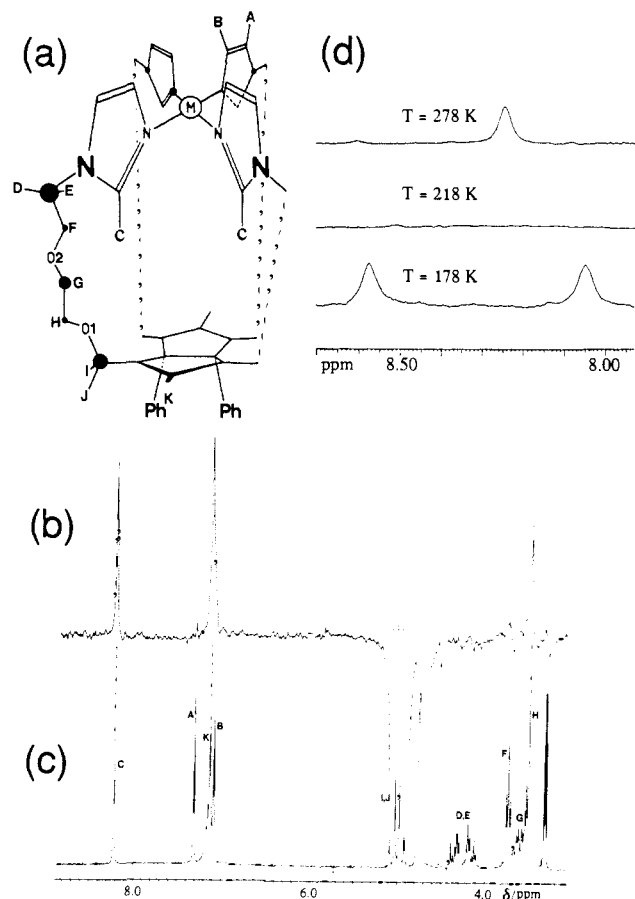 (a)
B A
M
N N N N
D E
C C
F
O2
G
H O1
I
J
K
Ph Ph
(d)
T = 278 K
T = 218 K
T = 178 K
ppm 8.50 8.00
(b)
(c)
C
A
K
B
I,J
D,E
F
G
H
8.0 6.0 4.0 δ/ppm